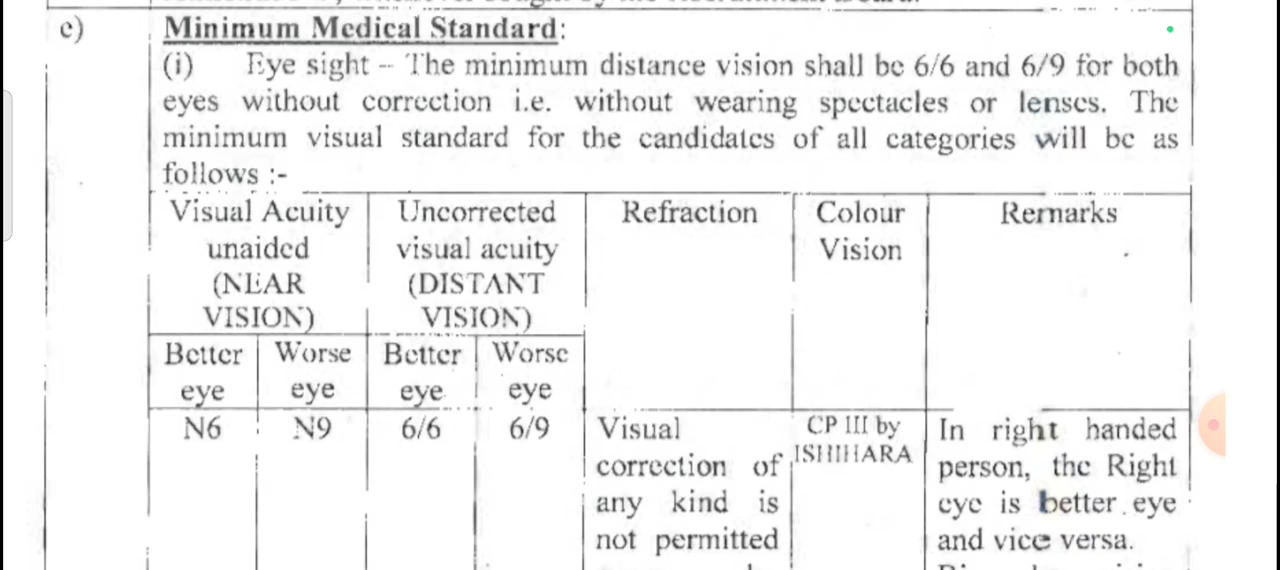 c)
Minimum Medical Standard:
(i) Eye sight – The minimum distance vision shall be 6/6 and 6/9 for both
eyes without correction i.e. without wearing spectacles or lenses. The
minimum visual standard for the candidates of all categories will be as
follows :-
Visual Acuity
unaided
(NEAR
VISION)
Uncorrected
visual acuity
(DISTANT
VISION)
Refraction
Colour
Vision
Remarks
Better
eye
Worse
eye
Better
eye
Worse
eye
N6
N9
6/6
6/9
Visual
correction of
any kind is
not permitted
CP III by
ISHIHARA
In right handed
person, the Right
eye is better eye
and vice versa.